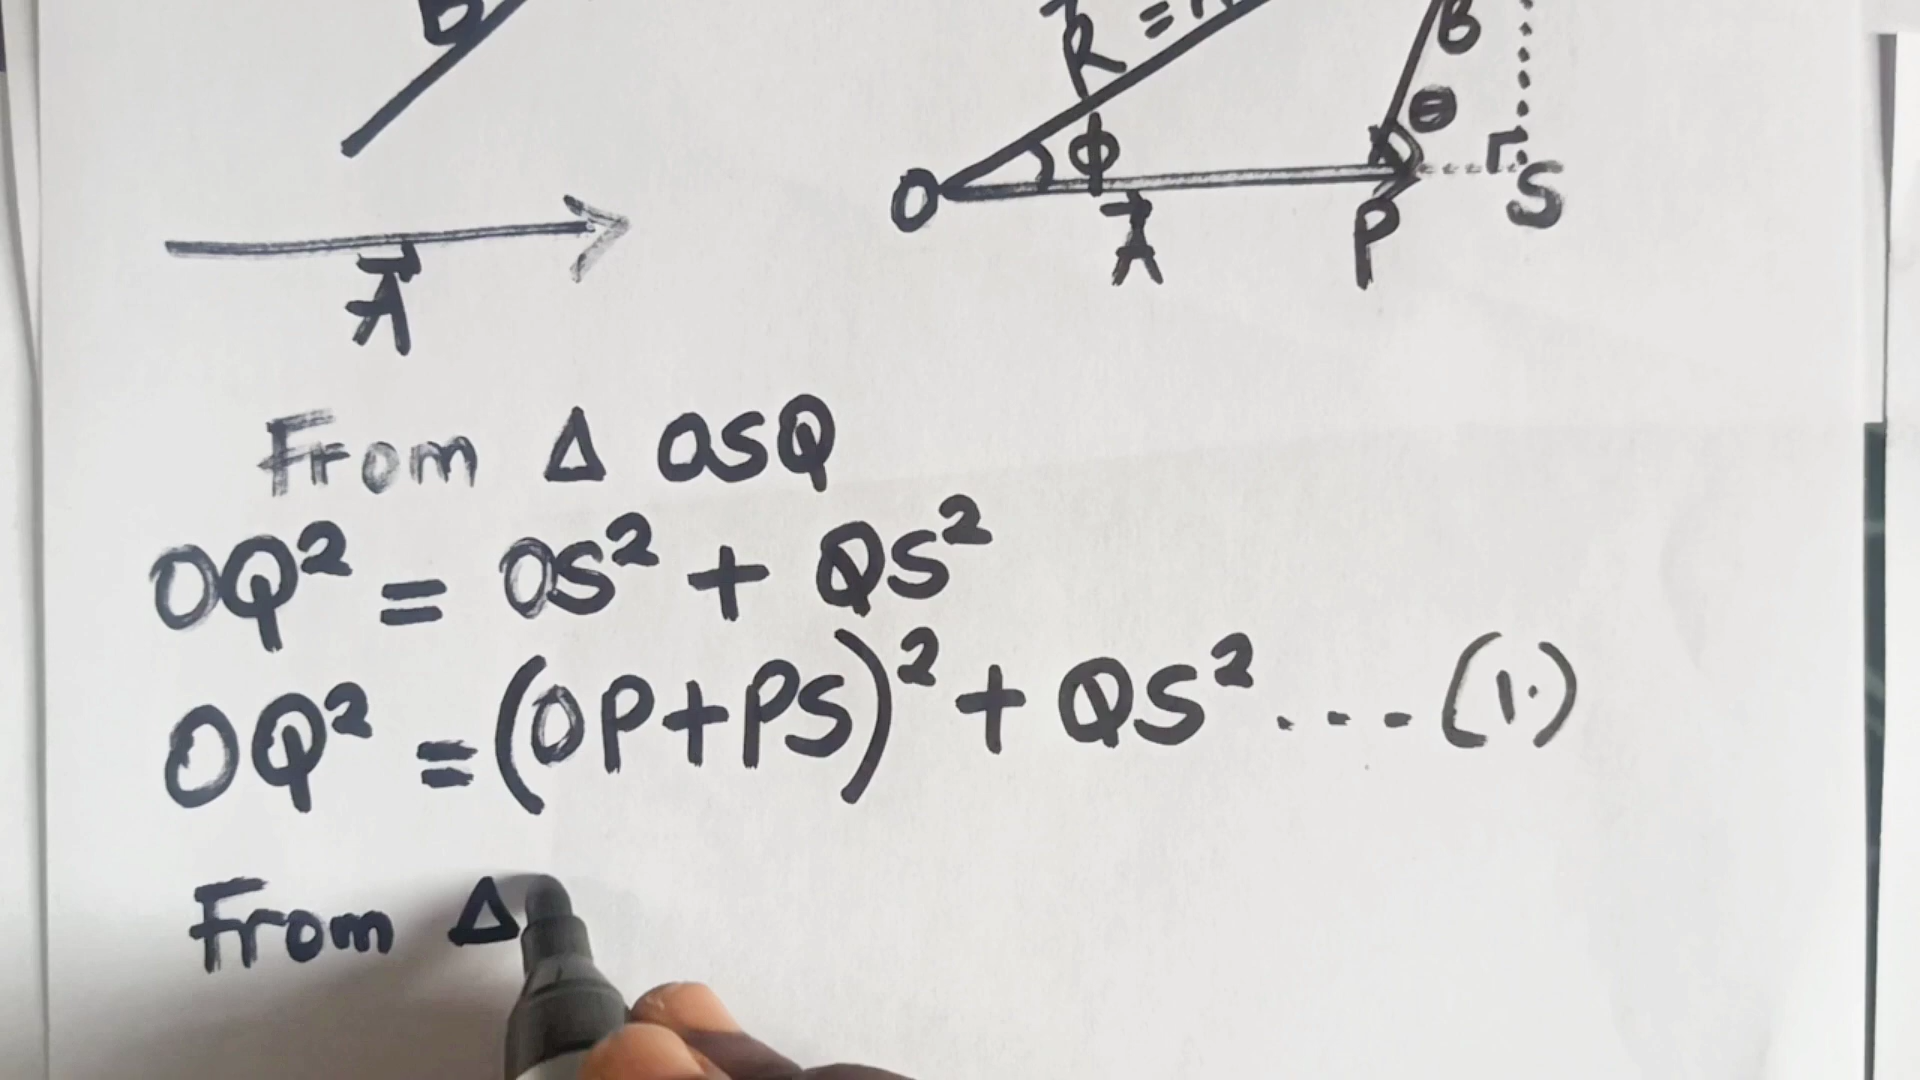 B
R⃗ =
B
θ
ϕ
O
A⃗
P
S
A⃗
From Δ OSQ
OQ² = OS² + QS²
OQ² = (OP+PS)² + QS² .--- (1.)
From Δ